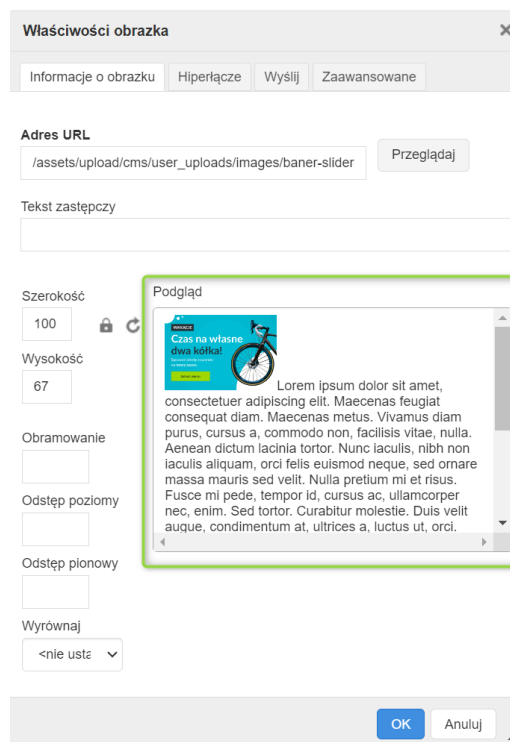 Właściwości obrazka
Informacje o obrazku Hiperłącze Wyślij Zaawansowane
Adres URL
/assets/upload/cms/user_uploads/images/baner-slider
Przeglądaj
Tekst zastępczy
Szerokość
100
Wysokość
67
Obramowanie
Odstęp poziomy
Odstęp pionowy
Wyrównaj
<nie usta
Podgląd
WAKACJE
Czas na własne
dwa kółka!
Lorem ipsum dolor sit amet,
consectetuer adipiscing elit. Maecenas feugiat
consequat diam. Maecenas metus. Vivamus diam
purus, cursus a, commodo non, facilisis vitae, nulla.
Aenean dictum lacinia tortor. Nunc iaculis, nibh non
iaculis aliquam, orci felis euismod neque, sed ornare
massa mauris sed velit. Nulla pretium mi et risus.
Fusce mi pede, tempor id, cursus ac, ullamcorper
nec, enim. Sed tortor. Curabitur molestie. Duis velit
augue, condimentum at, ultrices a, luctus ut, orci.
OK Anuluj